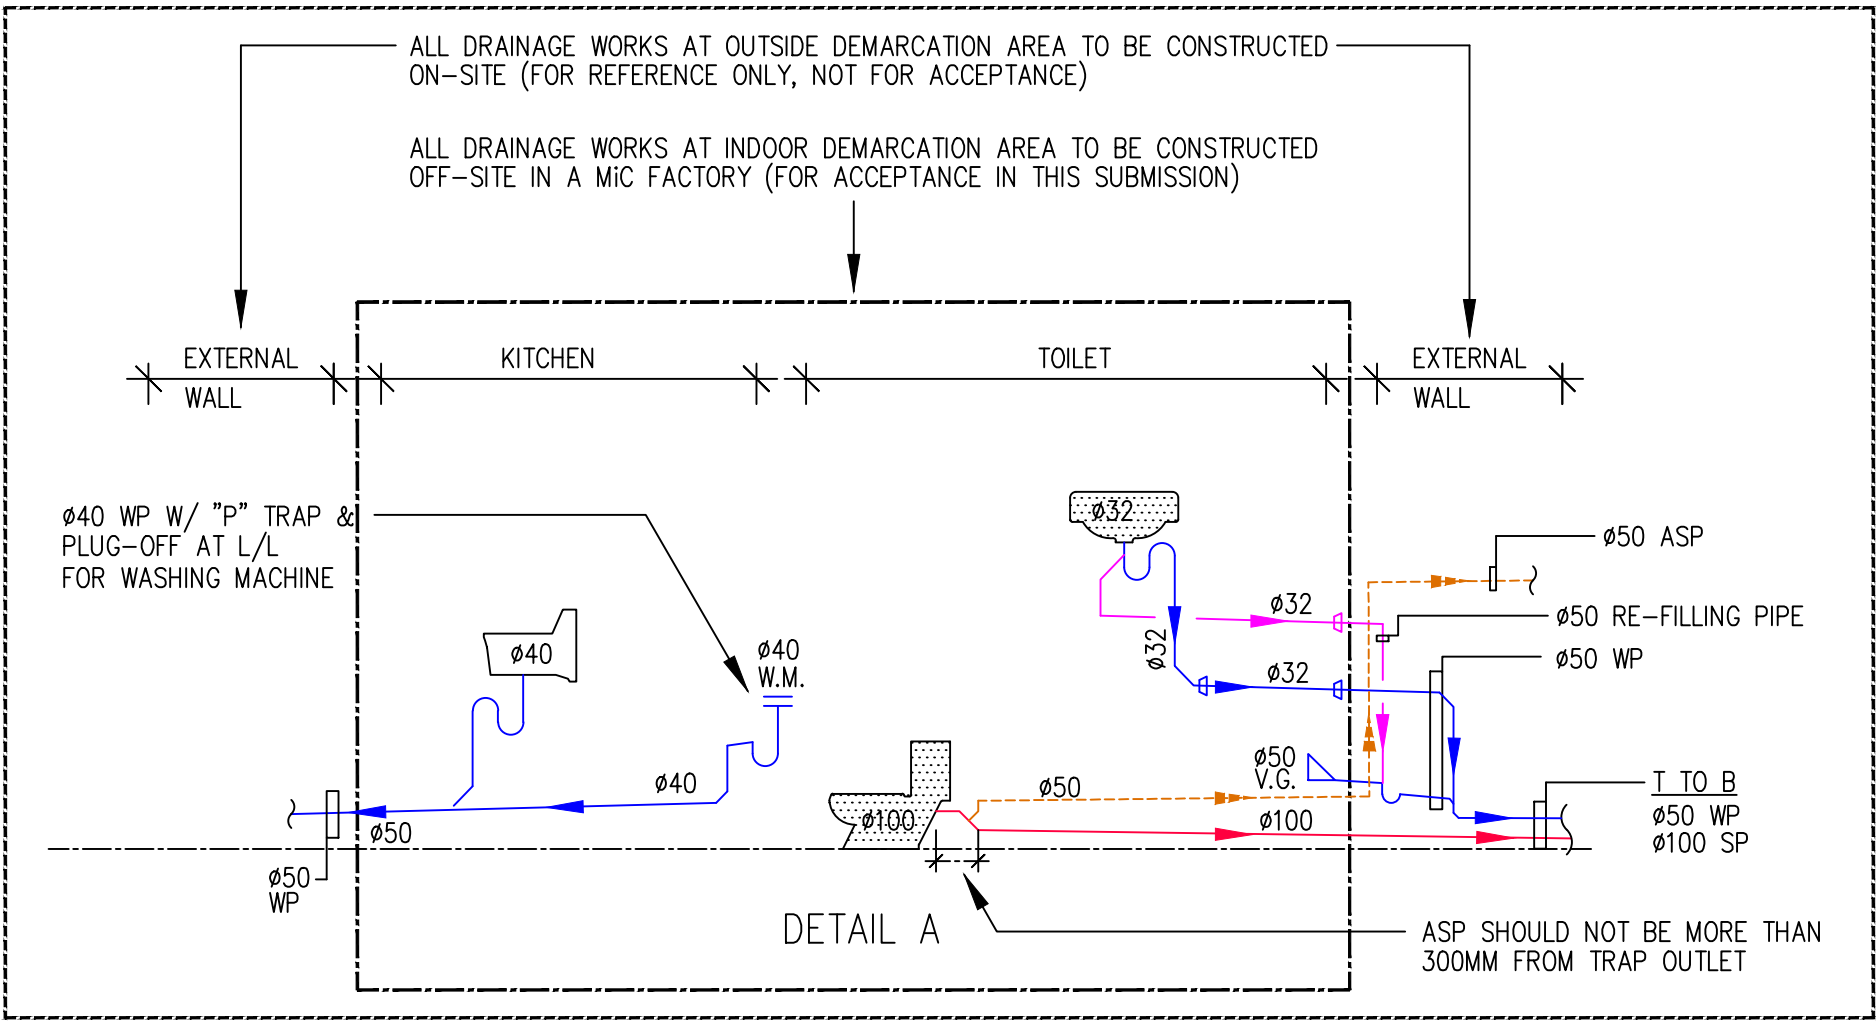 ALL DRAINAGE WORKS AT OUTSIDE DEMARCATION AREA TO BE CONSTRUCTED
ON-SITE (FOR REFERENCE ONLY, NOT FOR ACCEPTANCE)
ALL DRAINAGE WORKS AT INDOOR DEMARCATION AREA TO BE CONSTRUCTED
OFF-SITE IN A MiC FACTORY (FOR ACCEPTANCE IN THIS SUBMISSION)
EXTERNAL
WALL
KITCHEN
TOILET
EXTERNAL
WALL
ø40 WP W/ "P" TRAP &
PLUG-OFF AT L/L
FOR WASHING MACHINE
ø40
ø40
W.M.
ø40
ø50
ø50
WP
ø32
ø32
ø32
ø32
ø50
V.G.
ø50
ø100
ø100
ø50 ASP
ø50 RE-FILLING PIPE
ø50 WP
T TO B
ø50 WP
ø100 SP
DETAIL A
ASP SHOULD NOT BE MORE THAN
300MM FROM TRAP OUTLET